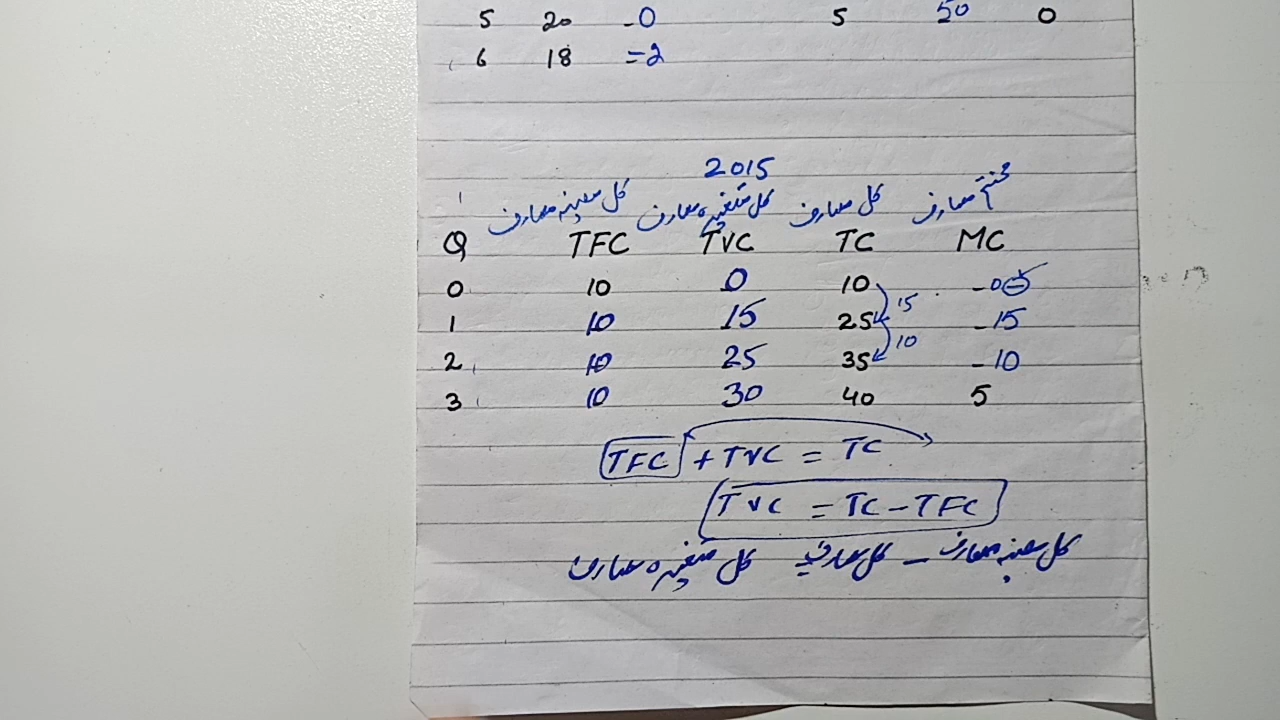 5 20 -0 5 50 0
6 18 =2
2015
کل معینہ مصارف کل متغیرہ مصارف کل مصارف مختتم مصارف
Q TFC TVC TC MC
0 10 0 10 -0
15
1 10 15 25 -15
10
2 10 25 35 -10
3 10 30 40 5
TFC + TVC = TC
TVC = TC - TFC
کل متغیرہ مصارف کل مصارف - کل معینہ مصارف